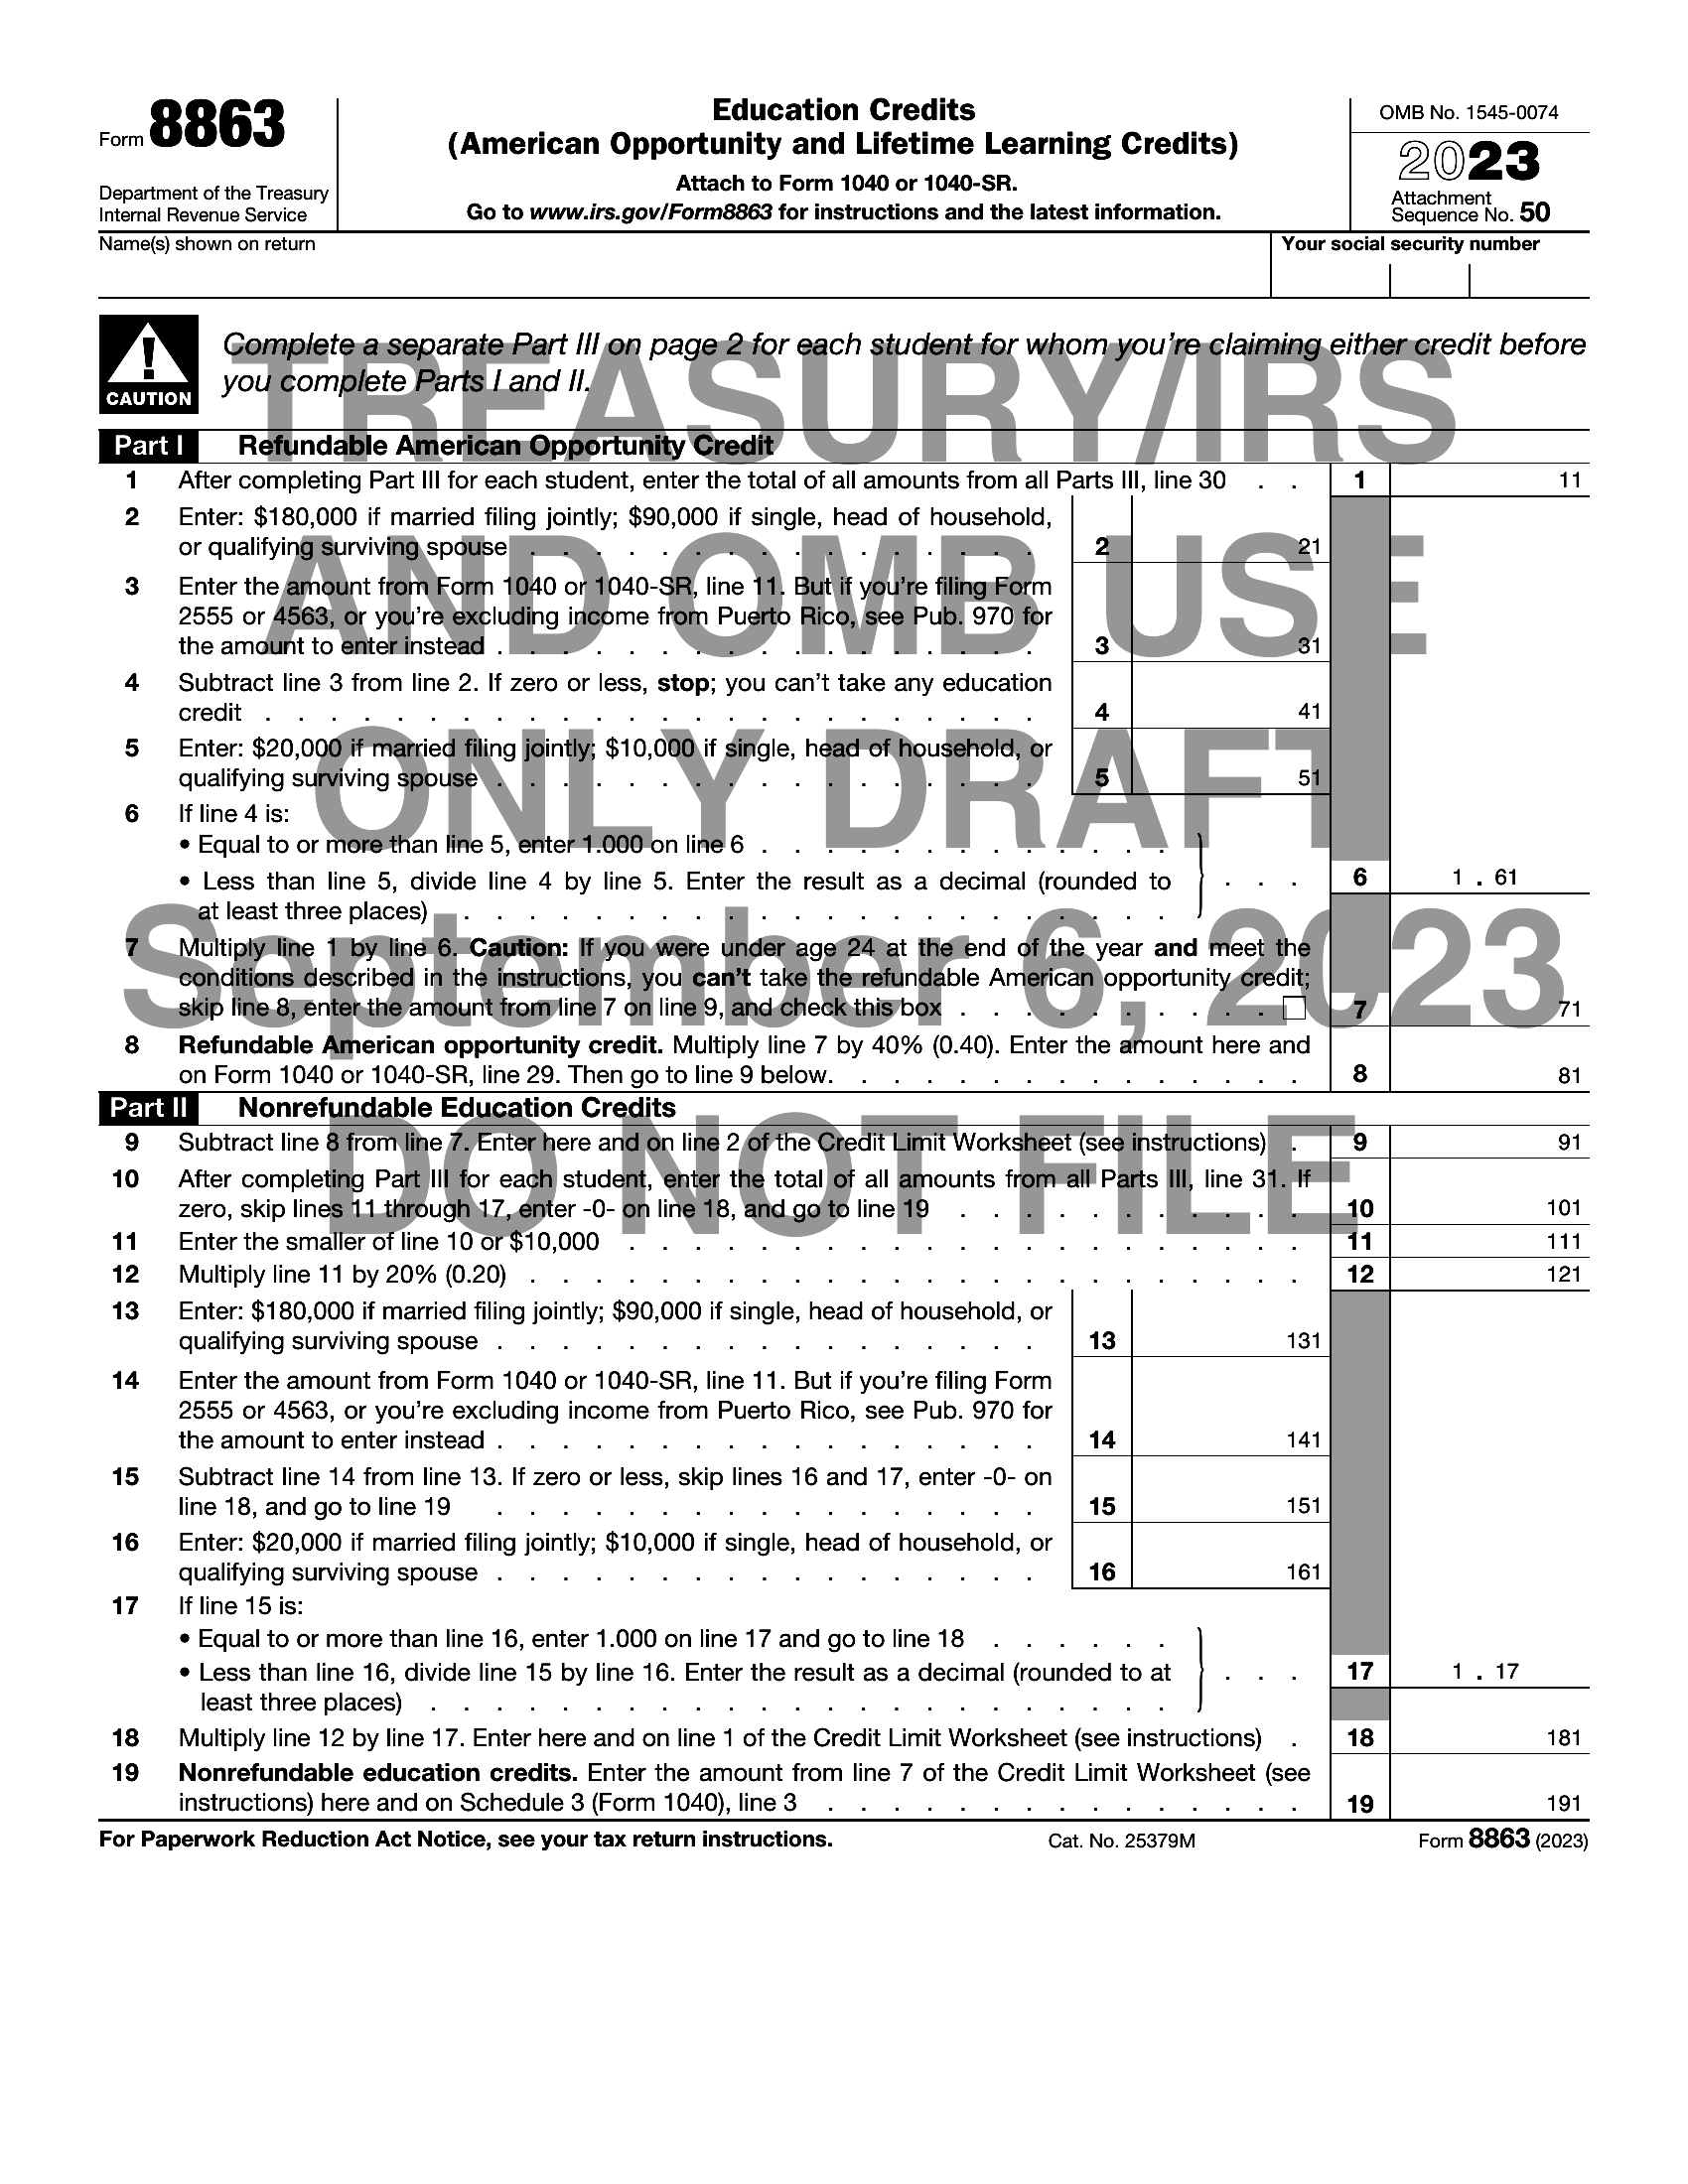 Form 8863
Department of the Treasury
Internal Revenue Service
Education Credits
(American Opportunity and Lifetime Learning Credits)
Attach to Form 1040 or 1040-SR.
Go to www.irs.gov/Form8863 for instructions and the latest information.
OMB No. 1545-0074
2023
Attachment
Sequence No. 50
Name(s) shown on return
Your social security number
CAUTION
Complete a separate Part III on page 2 for each student for whom you're claiming either credit before
you complete Parts I and II.
TREASURY/IRS
AND OMB USE
ONLY DRAFT
September 6, 2023
DO NOT FILE
Part I Refundable American Opportunity Credit
1 After completing Part III for each student, enter the total of all amounts from all Parts III, line 30 . . 1 11
2 Enter: $180,000 if married filing jointly; $90,000 if single, head of household,
or qualifying surviving spouse . . . . . . . . . . . . . . . . 2 21
3 Enter the amount from Form 1040 or 1040-SR, line 11. But if you're filing Form
2555 or 4563, or you're excluding income from Puerto Rico, see Pub. 970 for
the amount to enter instead . . . . . . . . . . . . . . . . . 3 31
4 Subtract line 3 from line 2. If zero or less, stop; you can't take any education
credit . . . . . . . . . . . . . . . . . . . . . . . . 4 41
5 Enter: $20,000 if married filing jointly; $10,000 if single, head of household, or
qualifying surviving spouse . . . . . . . . . . . . . . . . . 5 51
6 If line 4 is:
• Equal to or more than line 5, enter 1.000 on line 6 . . . . . . . . . . . . .
• Less than line 5, divide line 4 by line 5. Enter the result as a decimal (rounded to . . . 6 1 . 61
at least three places) . . . . . . . . . . . . . . . . . . . . . .
7 Multiply line 1 by line 6. Caution: If you were under age 24 at the end of the year and meet the
conditions described in the instructions, you can't take the refundable American opportunity credit;
skip line 8, enter the amount from line 7 on line 9, and check this box . . . . . . . . . . 7 71
8 Refundable American opportunity credit. Multiply line 7 by 40% (0.40). Enter the amount here and
on Form 1040 or 1040-SR, line 29. Then go to line 9 below. . . . . . . . . . . . . . . 8 81
Part II Nonrefundable Education Credits
9 Subtract line 8 from line 7. Enter here and on line 2 of the Credit Limit Worksheet (see instructions) . 9 91
10 After completing Part III for each student, enter the total of all amounts from all Parts III, line 31. If
zero, skip lines 11 through 17, enter -0- on line 18, and go to line 19 . . . . . . . . . . . 10 101
11 Enter the smaller of line 10 or $10,000 . . . . . . . . . . . . . . . . . . . . . 11 111
12 Multiply line 11 by 20% (0.20) . . . . . . . . . . . . . . . . . . . . . . . . 12 121
13 Enter: $180,000 if married filing jointly; $90,000 if single, head of household, or
qualifying surviving spouse . . . . . . . . . . . . . . . . . 13 131
14 Enter the amount from Form 1040 or 1040-SR, line 11. But if you're filing Form
2555 or 4563, or you're excluding income from Puerto Rico, see Pub. 970 for
the amount to enter instead . . . . . . . . . . . . . . . . . 14 141
15 Subtract line 14 from line 13. If zero or less, skip lines 16 and 17, enter -0- on
line 18, and go to line 19 . . . . . . . . . . . . . . . . . 15 151
16 Enter: $20,000 if married filing jointly; $10,000 if single, head of household, or
qualifying surviving spouse . . . . . . . . . . . . . . . . . 16 161
17 If line 15 is:
• Equal to or more than line 16, enter 1.000 on line 17 and go to line 18 . . . . . .
• Less than line 16, divide line 15 by line 16. Enter the result as a decimal (rounded to at . . . 17 1 . 17
least three places) . . . . . . . . . . . . . . . . . . . . . . .
18 Multiply line 12 by line 17. Enter here and on line 1 of the Credit Limit Worksheet (see instructions) . 18 181
19 Nonrefundable education credits. Enter the amount from line 7 of the Credit Limit Worksheet (see
instructions) here and on Schedule 3 (Form 1040), line 3 . . . . . . . . . . . . . . . 19 191
For Paperwork Reduction Act Notice, see your tax return instructions. Cat. No. 25379M Form 8863 (2023)